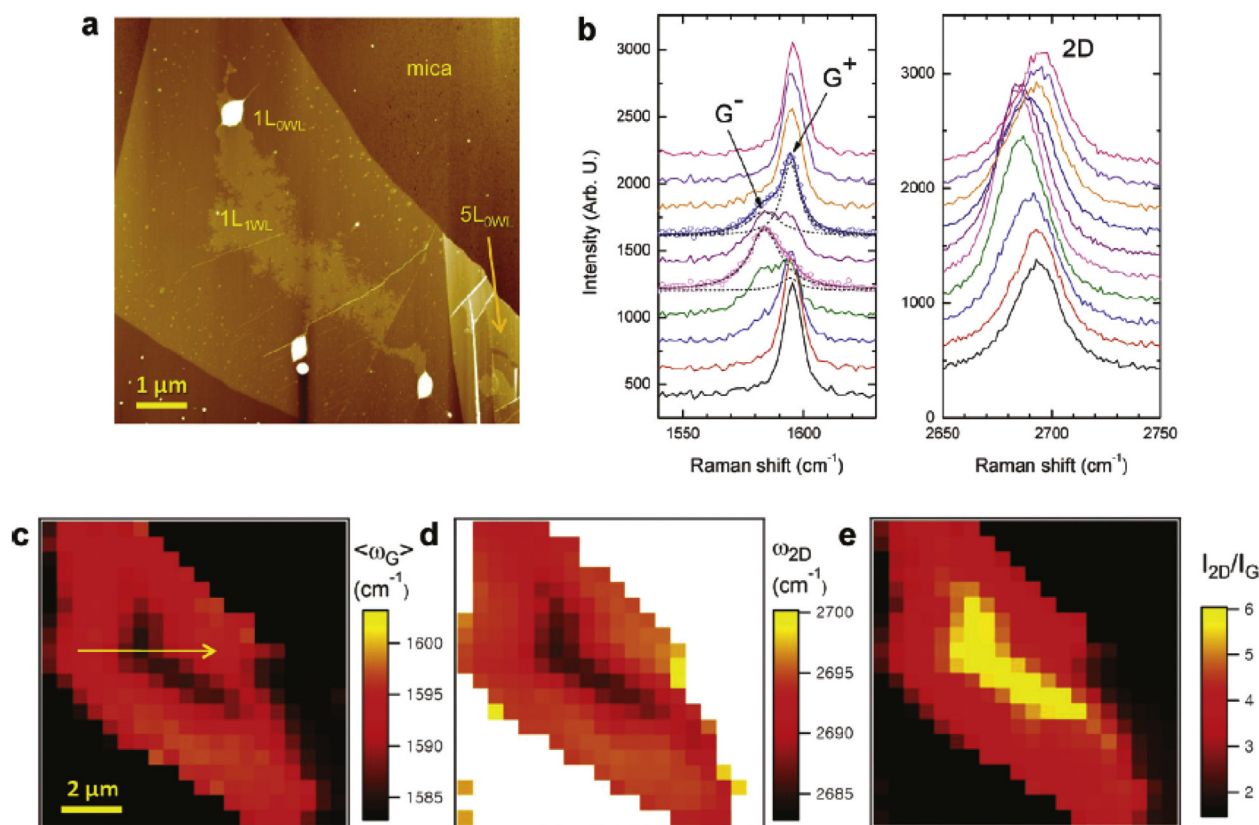 a
mica
1L0WL
1L1WL
5L0WL
1 μm
b
3000
2500
2000
1500
1000
500
Intensity (Arb. U.)
G⁻
G⁺
1550
1600
Raman shift (cm⁻¹)
2D
3000
2000
1000
0
2650
2700
2750
Raman shift (cm⁻¹)
c
2 μm
<ωG>
(cm⁻¹)
1600
1595
1590
1585
d
ω2D
(cm⁻¹)
2700
2695
2690
2685
e
I2D/IG
6
5
4
3
2